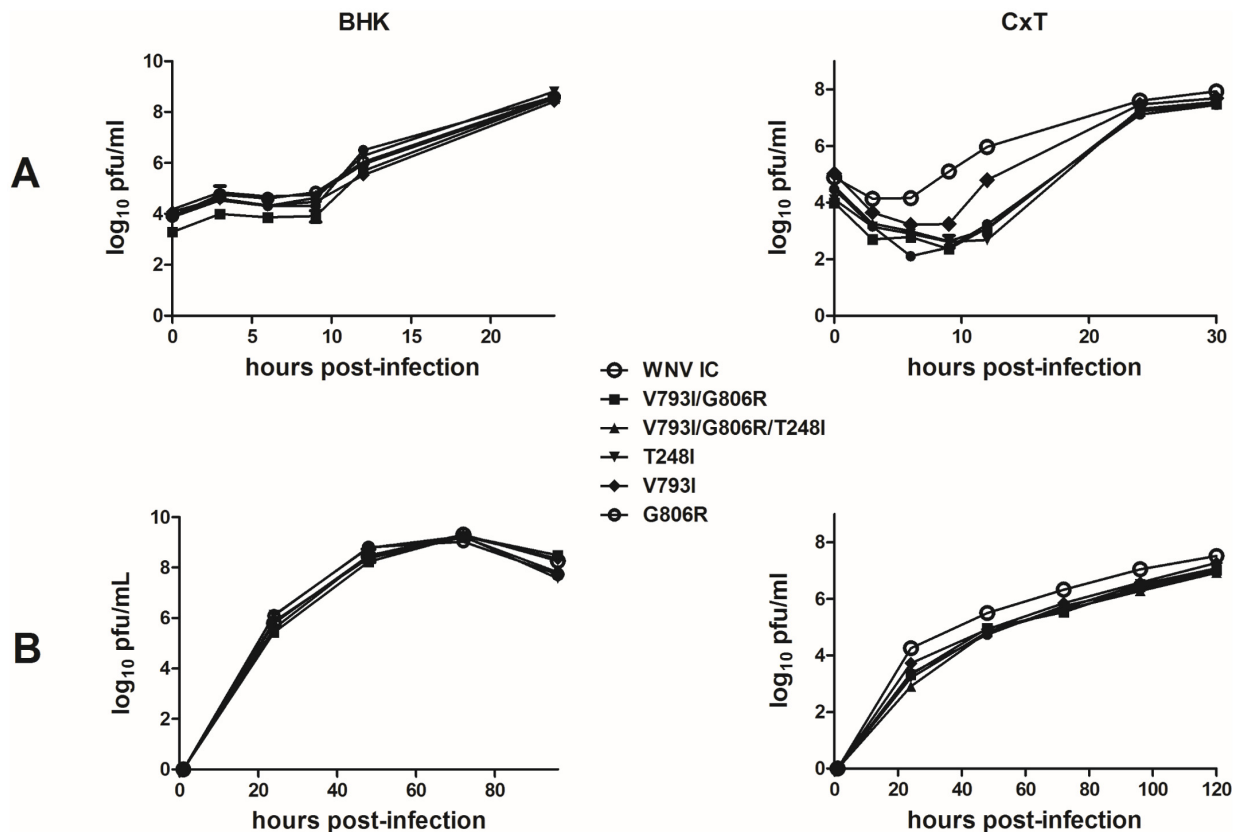 BHK
CxT
A
log10 pfu/ml
10
8
6
4
2
0
0 5 10 15 20
hours post-infection
log10 pfu/ml
8
6
4
2
0
0 10 20 30
hours post-infection
WNV IC
V793I/G806R
V793I/G806R/T248I
T248I
V793I
G806R
B
log10 pfu/mL
10
8
6
4
2
0
0 20 40 60 80
hours post-infection
log10 pfu/mL
8
6
4
2
0
0 20 40 60 80 100 120
hours post-infection